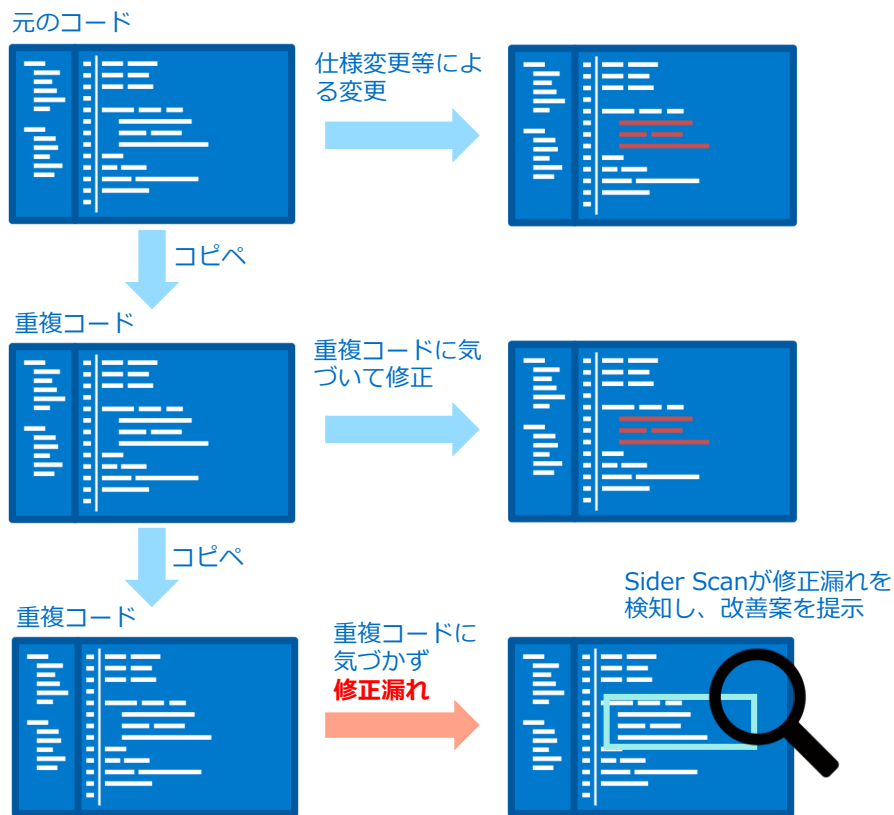 元のコード
仕様変更等によ
る変更
コピペ
重複コード
重複コードに気
づいて修正
コピペ
重複コード
重複コードに
気づかず
修正漏れ
Sider Scanが修正漏れを
検知し、改善案を提示